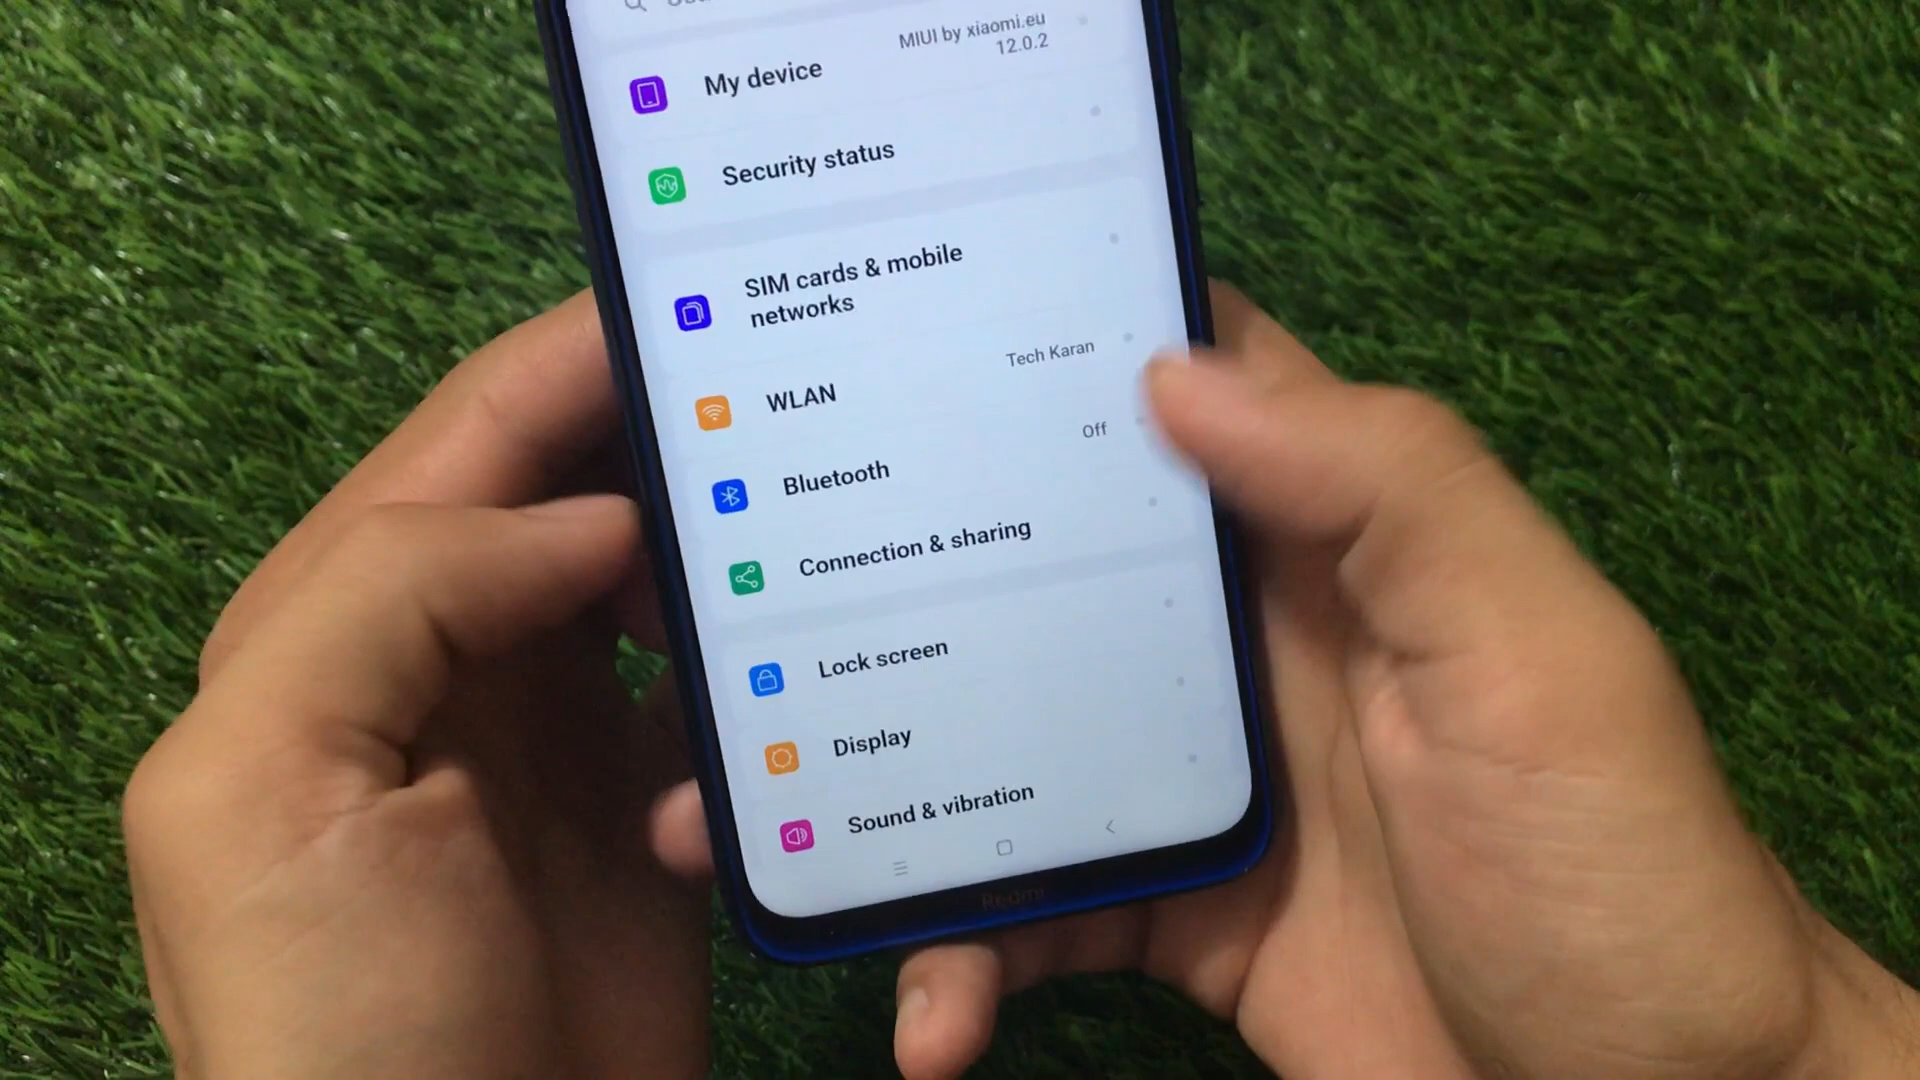 MIUI by xiaomi.eu
12.0.2
My device
Security status
SIM cards & mobile
networks
Tech Karan
WLAN
Off
Bluetooth
Connection & sharing
Lock screen
Display
Sound & vibration
Redmi